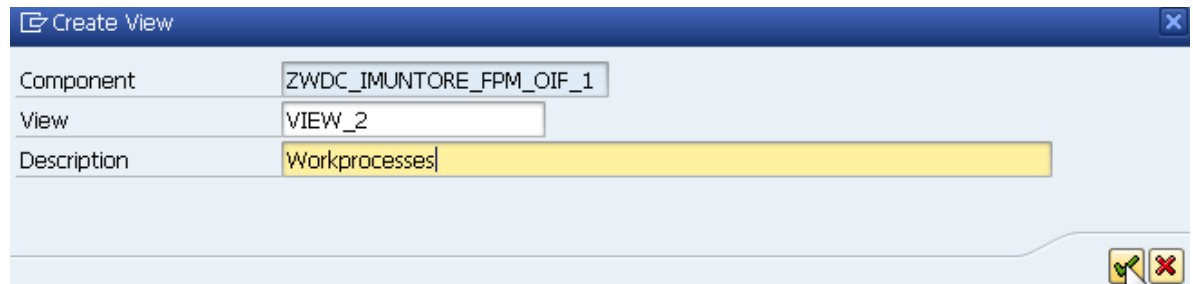 Create View
Component ZWDC_IMUNTORE_FPM_OIF_1
View VIEW_2
Description Workprocesses